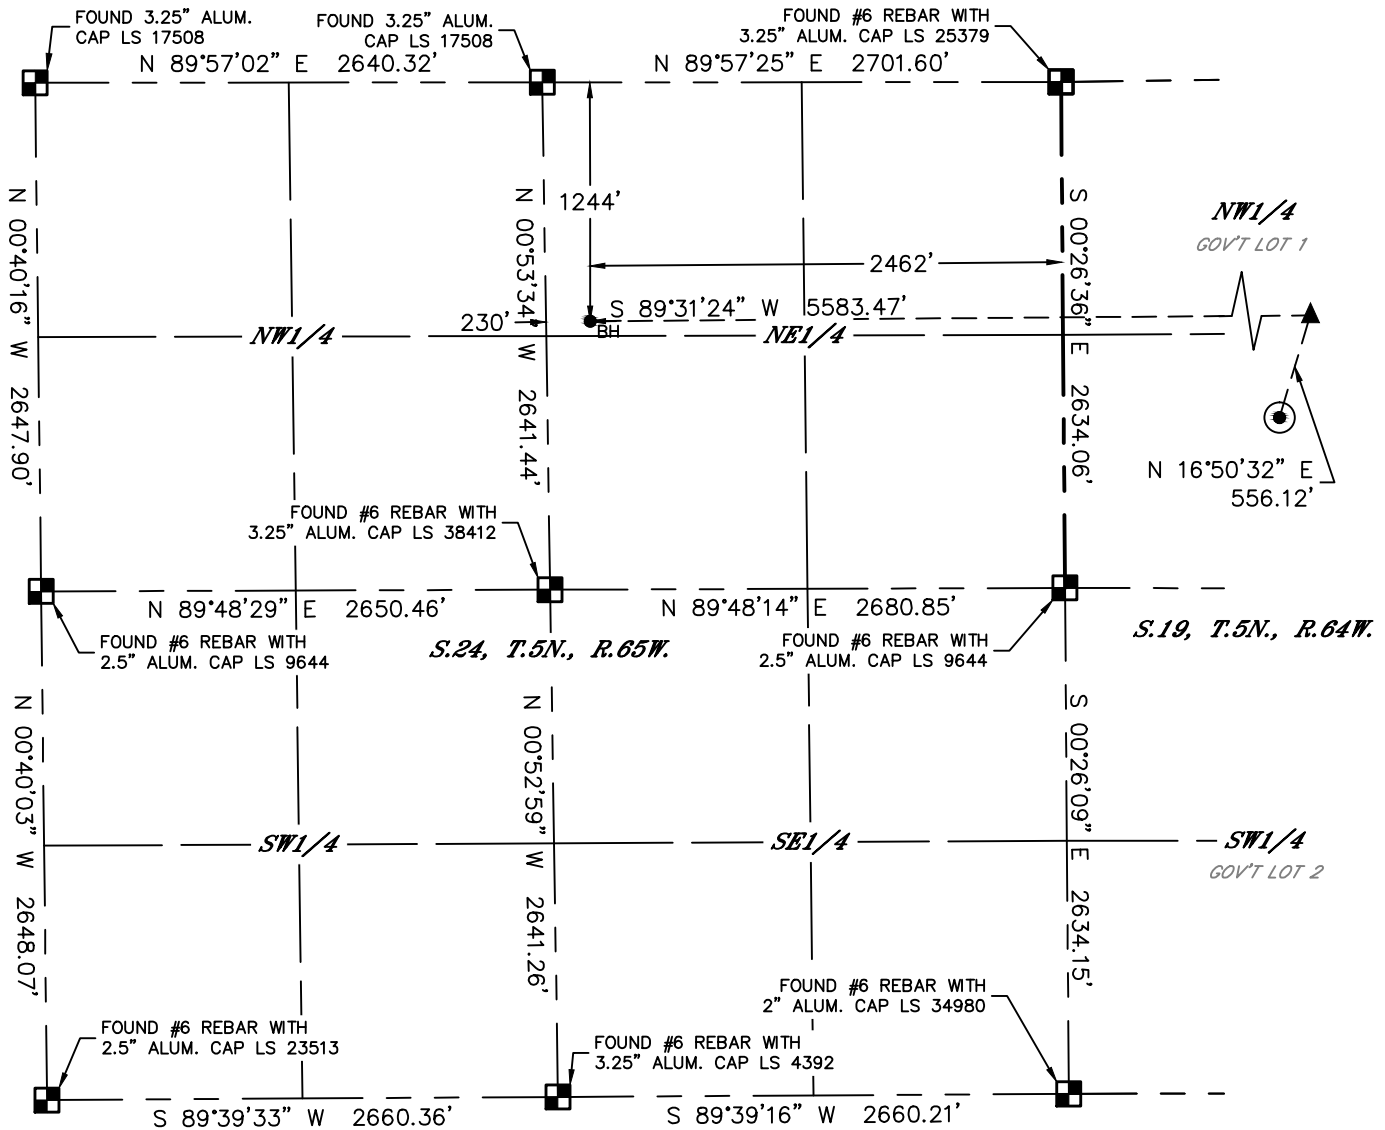 FOUND 3.25" ALUM.
CAP LS 17508
FOUND 3.25" ALUM.
CAP LS 17508
FOUND #6 REBAR WITH
3.25" ALUM. CAP LS 25379
N 89°57'02" E 2640.32'
N 89°57'25" E 2701.60'
N 00°40'16" W 2647.90'
N 00°53'34" W 2641.44'
1244'
S 00°26'36" E 2634.06'
NW1/4
GOV'T LOT 1
2462'
S 89°31'24" W 5583.47'
230'
BH
NW1/4
NE1/4
N 16°50'32" E
556.12'
FOUND #6 REBAR WITH
3.25" ALUM. CAP LS 38412
N 89°48'29" E 2650.46'
N 89°48'14" E 2680.85'
FOUND #6 REBAR WITH
2.5" ALUM. CAP LS 9644
S.24, T.5N., R.65W.
FOUND #6 REBAR WITH
2.5" ALUM. CAP LS 9644
S.19, T.5N., R.64W.
N 00°40'03" W 2648.07'
N 00°52'59" W 2641.26'
S 00°26'09" E 2634.15'
SW1/4
SE1/4
SW1/4
GOV'T LOT 2
FOUND #6 REBAR WITH
2" ALUM. CAP LS 34980
FOUND #6 REBAR WITH
2.5" ALUM. CAP LS 23513
FOUND #6 REBAR WITH
3.25" ALUM. CAP LS 4392
S 89°39'33" W 2660.36'
S 89°39'16" W 2660.21'